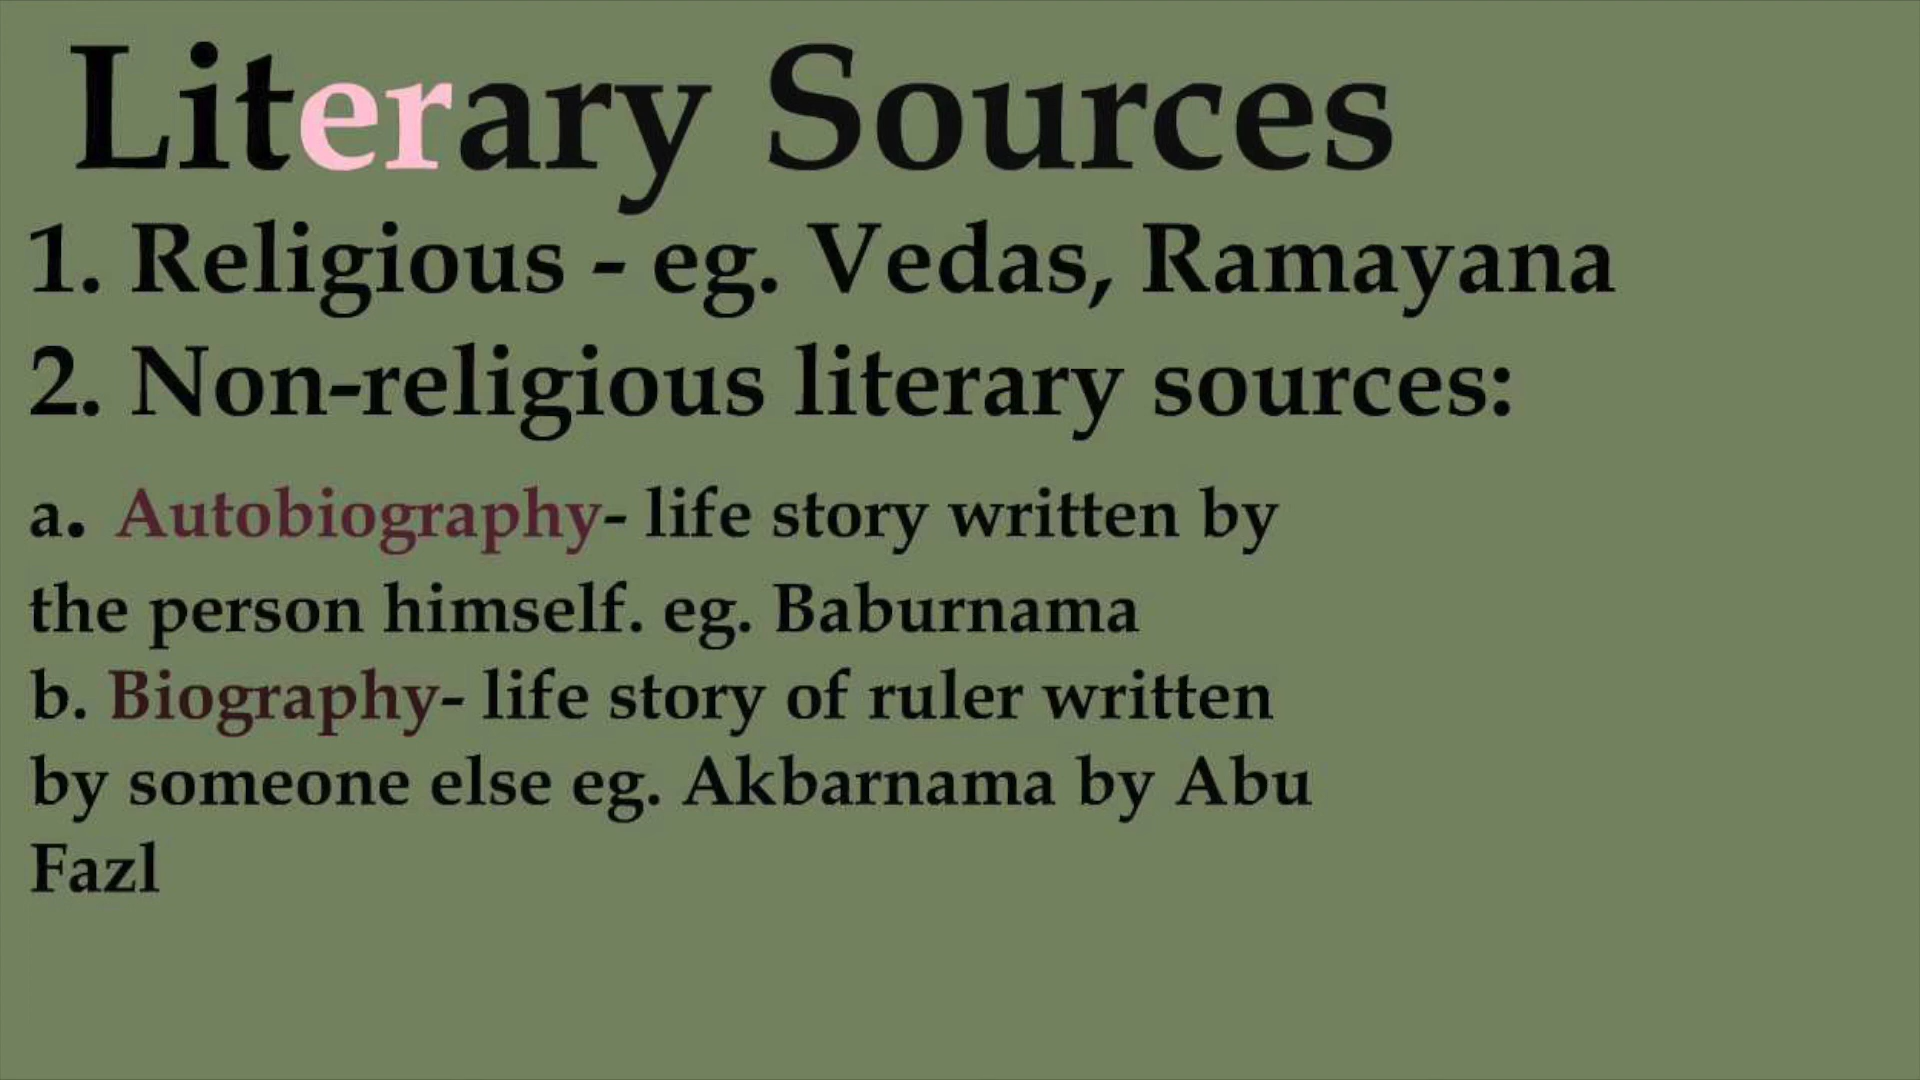 Literary Sources
1. Religious - eg. Vedas, Ramayana
2. Non-religious literary sources:
a. Autobiography- life story written by
the person himself. eg. Baburnama
b. Biography- life story of ruler written
by someone else eg. Akbarnama by Abu
Fazl